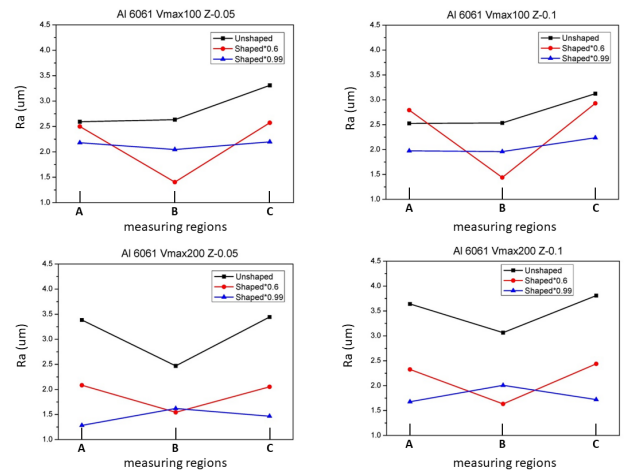 Al 6061 Vmax100 Z-0.05
4.5
4.0
3.5
3.0
2.5
2.0
1.5
1.0
Ra (um)
Unshaped
Shaped*0.6
Shaped*0.99
A B C
measuring regions
Al 6061 Vmax100 Z-0.1
4.5
4.0
3.5
3.0
2.5
2.0
1.5
1.0
Ra (um)
Unshaped
Shaped*0.6
Shaped*0.99
A B C
measuring regions
Al 6061 Vmax200 Z-0.05
4.5
4.0
3.5
3.0
2.5
2.0
1.5
1.0
Ra (um)
Unshaped
Shaped*0.6
Shaped*0.99
A B C
measuring regions
Al 6061 Vmax200 Z-0.1
4.5
4.0
3.5
3.0
2.5
2.0
1.5
1.0
Ra (um)
Unshaped
Shaped*0.6
Shaped*0.99
A B C
measuring regions